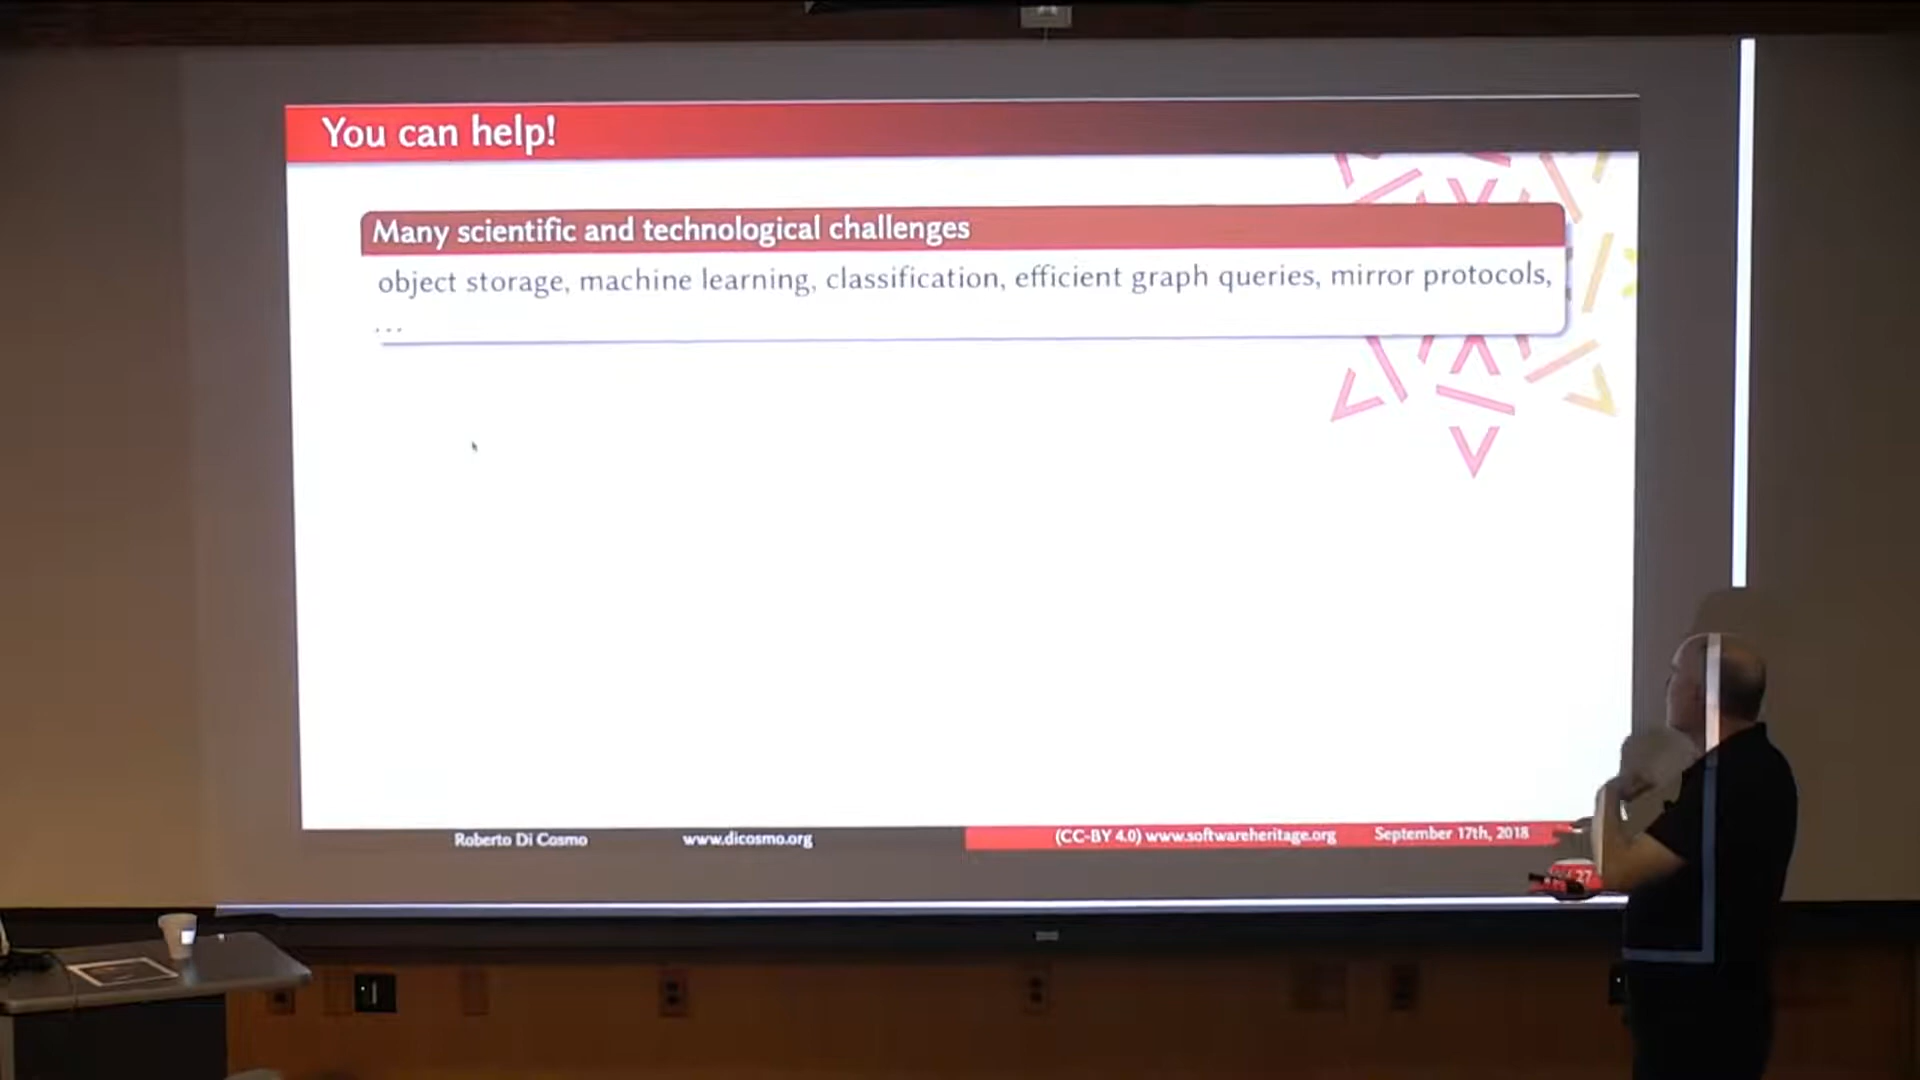 You can help!
Many scientific and technological challenges
object storage, machine learning, classification, efficient graph queries, mirror protocols,
...
Roberto Di Cosmo www.dicosmo.org (CC-BY 4.0) www.softwareheritage.org September 17th, 2018
27